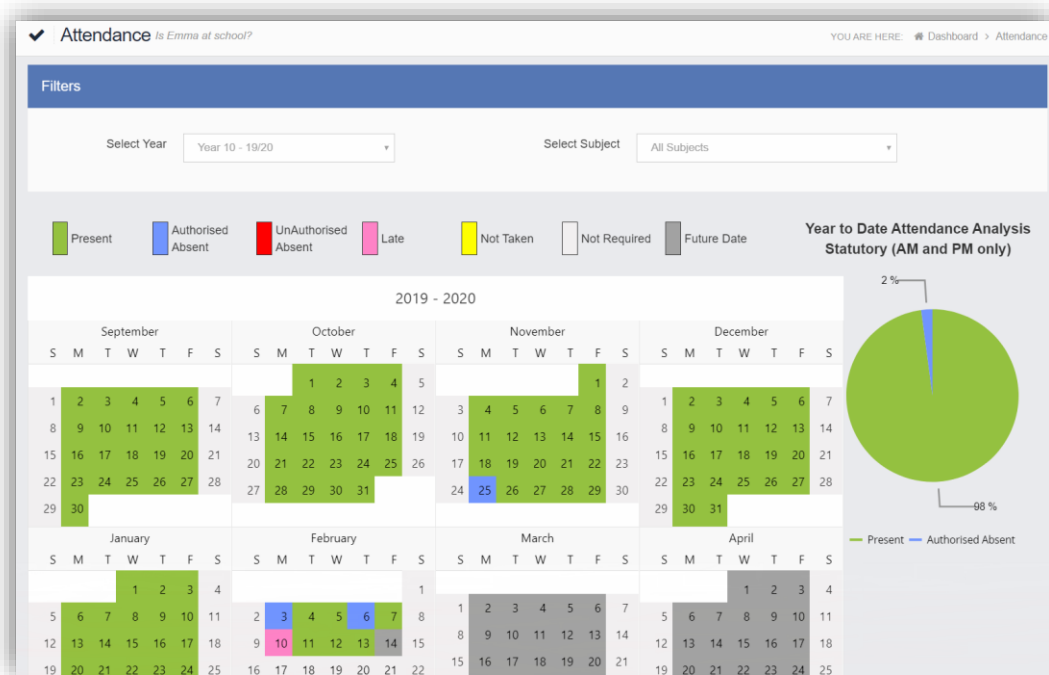 Attendance Is Emma at school?
YOU ARE HERE: Dashboard > Attendance
Filters
Select Year Year 10 - 19/20 Select Subject All Subjects
Present
Authorised
Absent
UnAuthorised
Absent
Late
Not Taken
Not Required
Future Date
Year to Date Attendance Analysis
Statutory (AM and PM only)
2 %
98 %
Present Authorised Absent
2019 - 2020
September
S M T W T F S
1 2 3 4 5 6 7
8 9 10 11 12 13 14
15 16 17 18 19 20 21
22 23 24 25 26 27 28
29 30
October
S M T W T F S
1 2 3 4 5
6 7 8 9 10 11 12
13 14 15 16 17 18 19
20 21 22 23 24 25 26
27 28 29 30 31
November
S M T W T F S
1 2
3 4 5 6 7 8 9
10 11 12 13 14 15 16
17 18 19 20 21 22 23
24 25 26 27 28 29 30
December
S M T W T F S
1 2 3 4 5 6 7
8 9 10 11 12 13 14
15 16 17 18 19 20 21
22 23 24 25 26 27 28
29 30 31
January
S M T W T F S
1 2 3 4
5 6 7 8 9 10 11
12 13 14 15 16 17 18
19 20 21 22 23 24 25
February
S M T W T F S
1
2 3 4 5 6 7 8
9 10 11 12 13 14 15
16 17 18 19 20 21 22
March
S M T W T F S
1 2 3 4 5 6 7
8 9 10 11 12 13 14
15 16 17 18 19 20 21
April
S M T W T F S
1 2 3 4
5 6 7 8 9 10 11
12 13 14 15 16 17 18
19 20 21 22 23 24 25